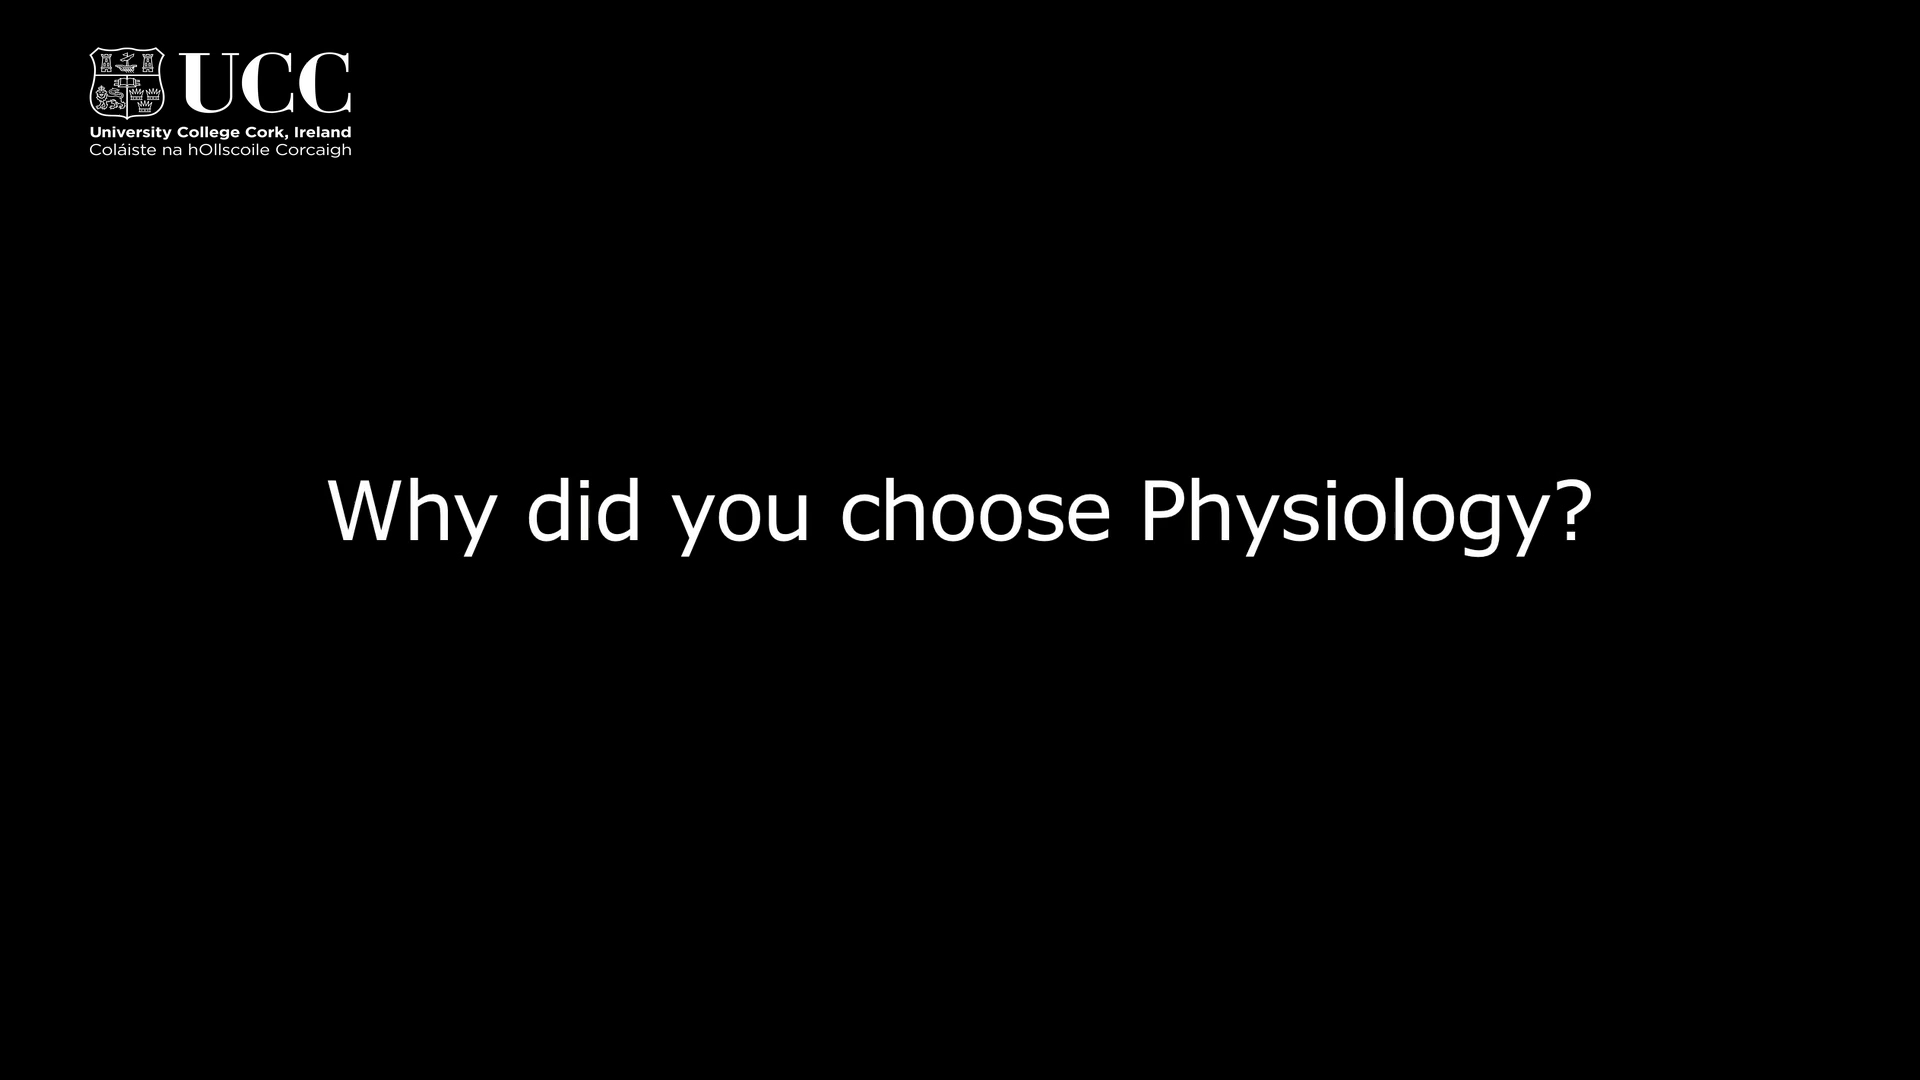 UCC
University College Cork, Ireland
Coláiste na hOllscoile Corcaigh
Why did you choose Physiology?